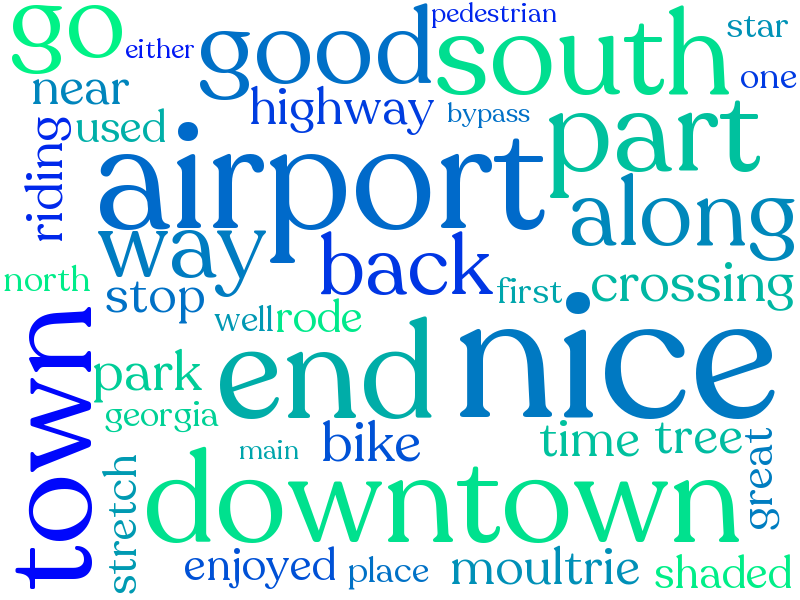 go
either
good
pedestrian
south
star
one
near
used
highway
bypass
part
riding
airport
along
way
back
north
stop
first
crossing
well
rode
town
park
end
nice
georgia
main
bike
time
tree
great
stretch
downtown
enjoyed
place
moultrie
shaded